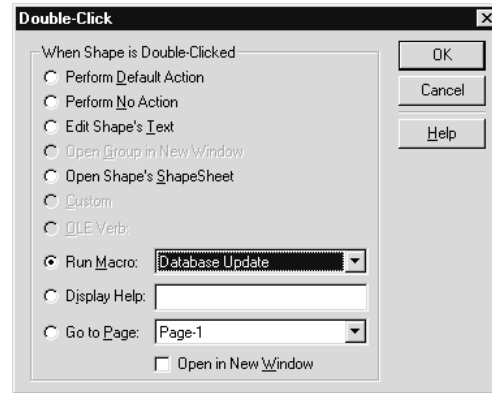 Double-Click
When Shape is Double-Clicked
Perform Default Action
Perform No Action
Edit Shape's Text
Open Group in New Window
Open Shape's ShapeSheet
Custom
OLE Verb:
Run Macro: Database Update
Display Help:
Go to Page: Page-1
Open in New Window
OK
Cancel
Help